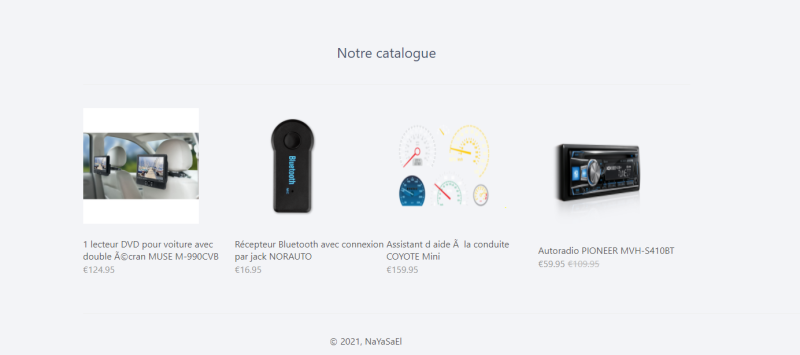 Notre catalogue
Bluetooth
1 lecteur DVD pour voiture avec
double Ã©cran MUSE M-990CVB
€124.95
Récepteur Bluetooth avec connexion
par jack NORAUTO
€16.95
Assistant d aide Ã  la conduite
COYOTE Mini
€159.95
Autoradio PIONEER MVH-S410BT
€59.95 €109.95
© 2021, NaYaSaEl